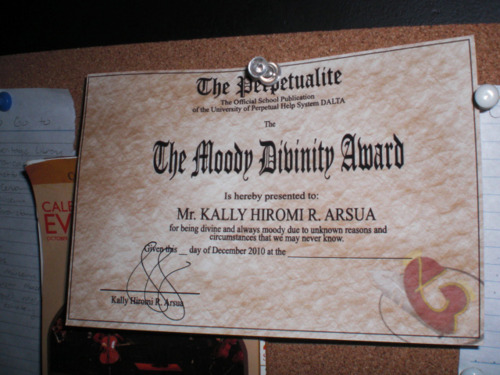 The Perpetualite
The Official School Publication
of the University of Perpetual Help System DALTA
The
The Moody Divinity Award
Is hereby presented to:
Mr. KALLY HIROMI R. ARSUA
for being divine and always moody due to unknown reasons and
circumstances that we may never know.
Given this __ day of December 2010 at the
Kally Hiromi R. Arsua
CALE
EV